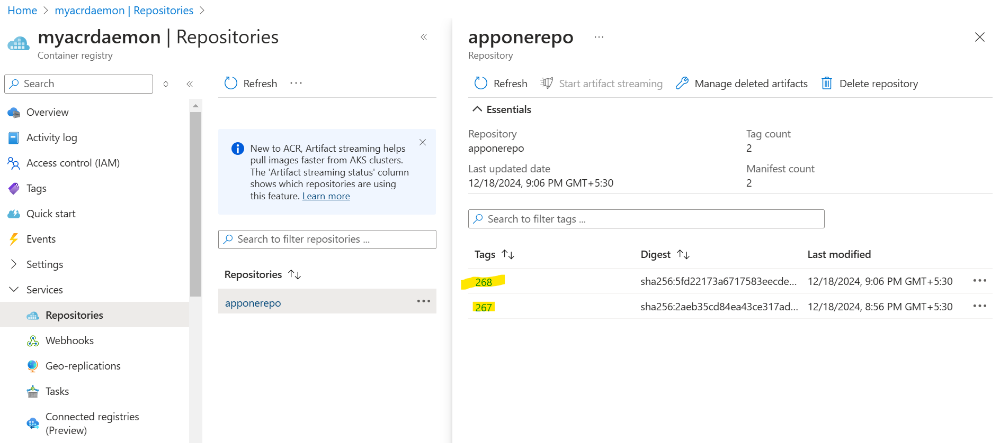 Home > myacrdaemon | Repositories >
myacrdaemon | Repositories
Container registry
«
Search
«
Overview
Activity log
Access control (IAM)
Tags
Quick start
Events
Settings
Services
Repositories
Webhooks
Geo-replications
Tasks
Connected registries
(Preview)
Refresh ...
New to ACR, Artifact streaming helps
pull images faster from AKS clusters.
The 'Artifact streaming status' column
shows which repositories are using
this feature. Learn more
Search to filter repositories ...
Repositories ↑↓
apponerepo ...
apponerepo ...
Repository
Refresh Start artifact streaming Manage deleted artifacts Delete repository
Essentials
Repository
apponerepo
Tag count
2
Last updated date
12/18/2024, 9:06 PM GMT+5:30
Manifest count
2
Search to filter tags ...
Tags ↑↓ Digest ↑↓ Last modified
268 sha256:5fd22173a6717583eecde... 12/18/2024, 9:06 PM GMT+5:30 ...
267 sha256:2aeb35cd84ea43ce317ad... 12/18/2024, 8:56 PM GMT+5:30 ...